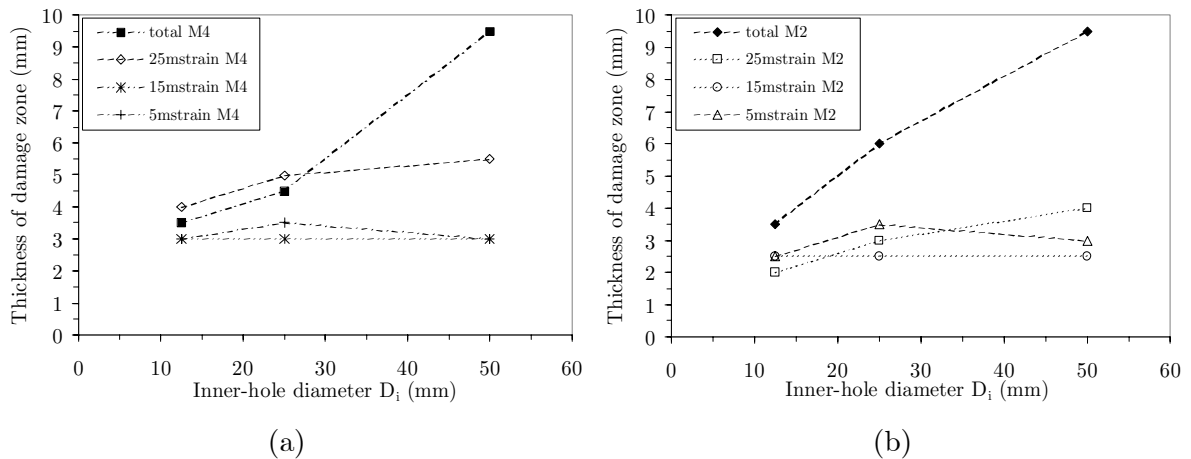 Thickness of damage zone (mm)
10
9
8
7
6
5
4
3
2
1
0
total M4
25mstrain M4
15mstrain M4
5mstrain M4
0 10 20 30 40 50 60
Inner-hole diameter Di (mm)
(a)
Thickness of damage zone (mm)
10
9
8
7
6
5
4
3
2
1
0
total M2
25mstrain M2
15mstrain M2
5mstrain M2
0 10 20 30 40 50 60
Inner-hole diameter Di (mm)
(b)